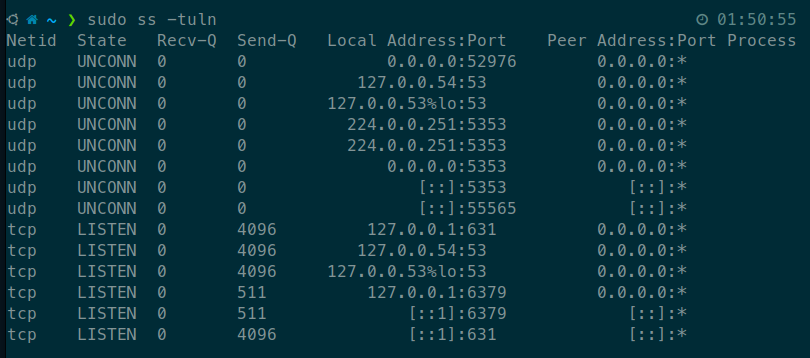 ~ ❯ sudo ss -tuln 01:50:55
Netid State Recv-Q Send-Q Local Address:Port Peer Address:Port Process
udp UNCONN 0 0 0.0.0.0:52976 0.0.0.0:*
udp UNCONN 0 0 127.0.0.54:53 0.0.0.0:*
udp UNCONN 0 0 127.0.0.53%lo:53 0.0.0.0:*
udp UNCONN 0 0 224.0.0.251:5353 0.0.0.0:*
udp UNCONN 0 0 224.0.0.251:5353 0.0.0.0:*
udp UNCONN 0 0 0.0.0.0:5353 0.0.0.0:*
udp UNCONN 0 0 [::]:5353 [::]:*
udp UNCONN 0 0 [::]:55565 [::]:*
tcp LISTEN 0 4096 127.0.0.1:631 0.0.0.0:*
tcp LISTEN 0 4096 127.0.0.54:53 0.0.0.0:*
tcp LISTEN 0 4096 127.0.0.53%lo:53 0.0.0.0:*
tcp LISTEN 0 511 127.0.0.1:6379 0.0.0.0:*
tcp LISTEN 0 511 [::1]:6379 [::]:*
tcp LISTEN 0 4096 [::1]:631 [::]:*